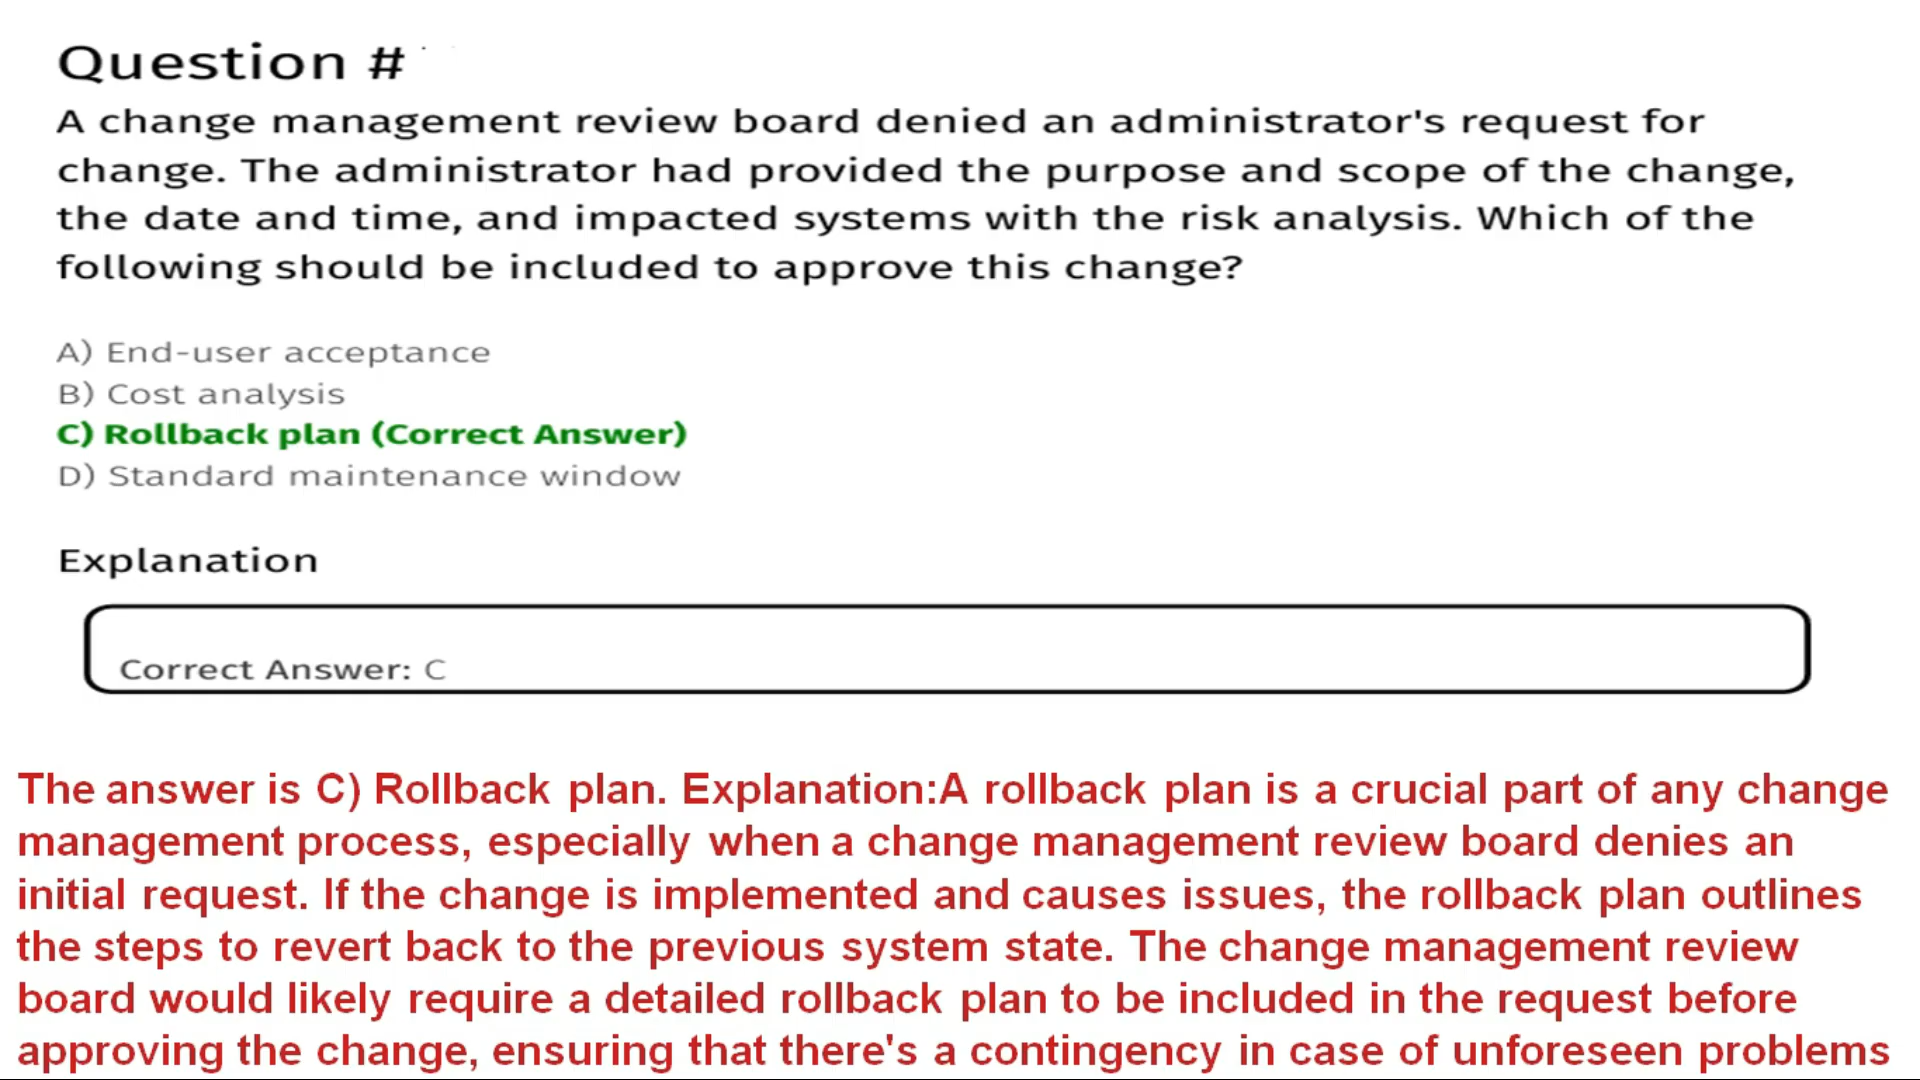 Question #
A change management review board denied an administrator's request for
change. The administrator had provided the purpose and scope of the change,
the date and time, and impacted systems with the risk analysis. Which of the
following should be included to approve this change?
A) End-user acceptance
B) Cost analysis
C) Rollback plan (Correct Answer)
D) Standard maintenance window
Explanation
Correct Answer: C
The answer is C) Rollback plan. Explanation:A rollback plan is a crucial part of any change
management process, especially when a change management review board denies an
initial request. If the change is implemented and causes issues, the rollback plan outlines
the steps to revert back to the previous system state. The change management review
board would likely require a detailed rollback plan to be included in the request before
approving the change, ensuring that there's a contingency in case of unforeseen problems